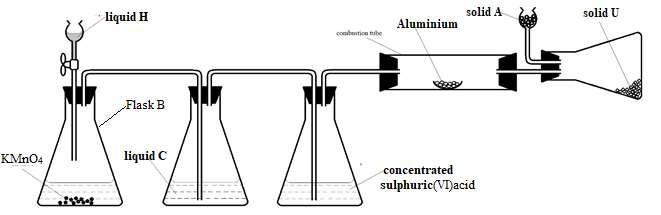 liquid H
solid A
solid U
Aluminium
combustion tube
Flask B
KMnO4
liquid C
concentrated
sulphuric(VI)acid